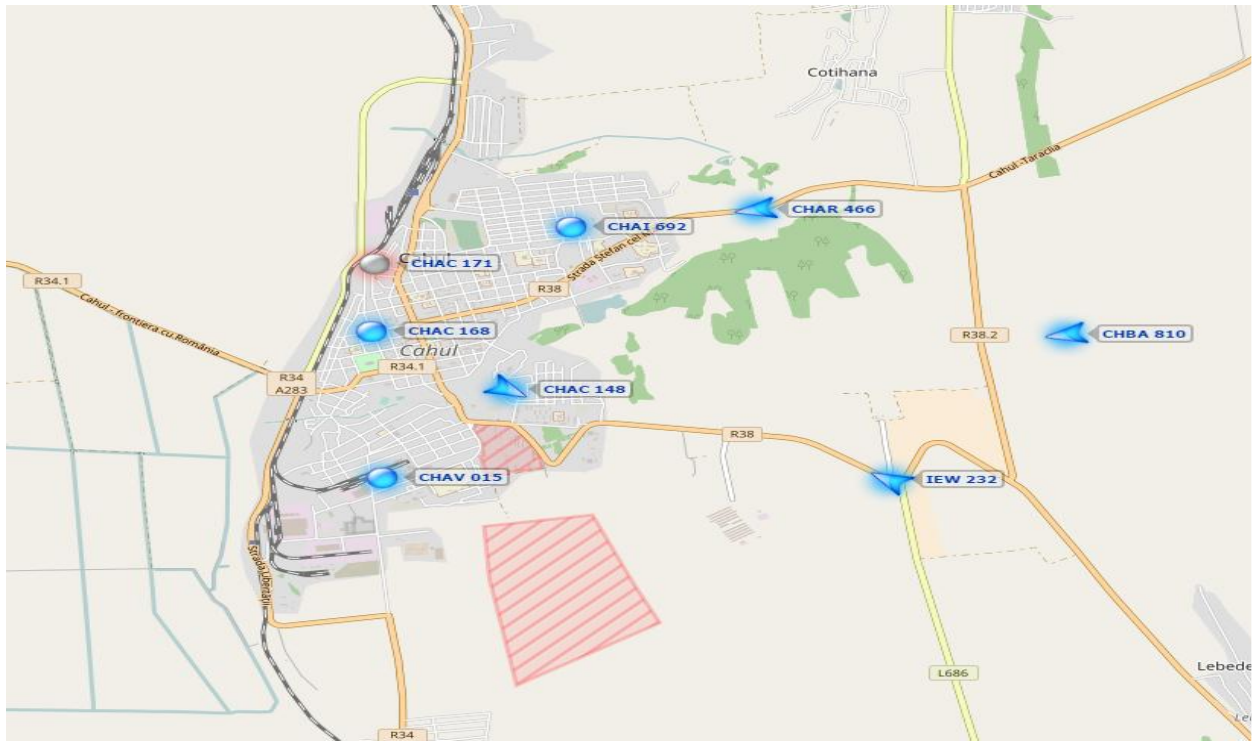 Cotihana
Cahul -Taraclia
CHAR 466
CHAI 692
Strada Ștefan cel M
CHAC 171
R34.1
R38
Cahul - frontiera cu România
CHAC 168
Cahul
R38.2
CHBA 810
R34.1
R34
A283
CHAC 148
R38
CHAV 015
IEW 232
Strada Libertății
Lebede
L686
R34